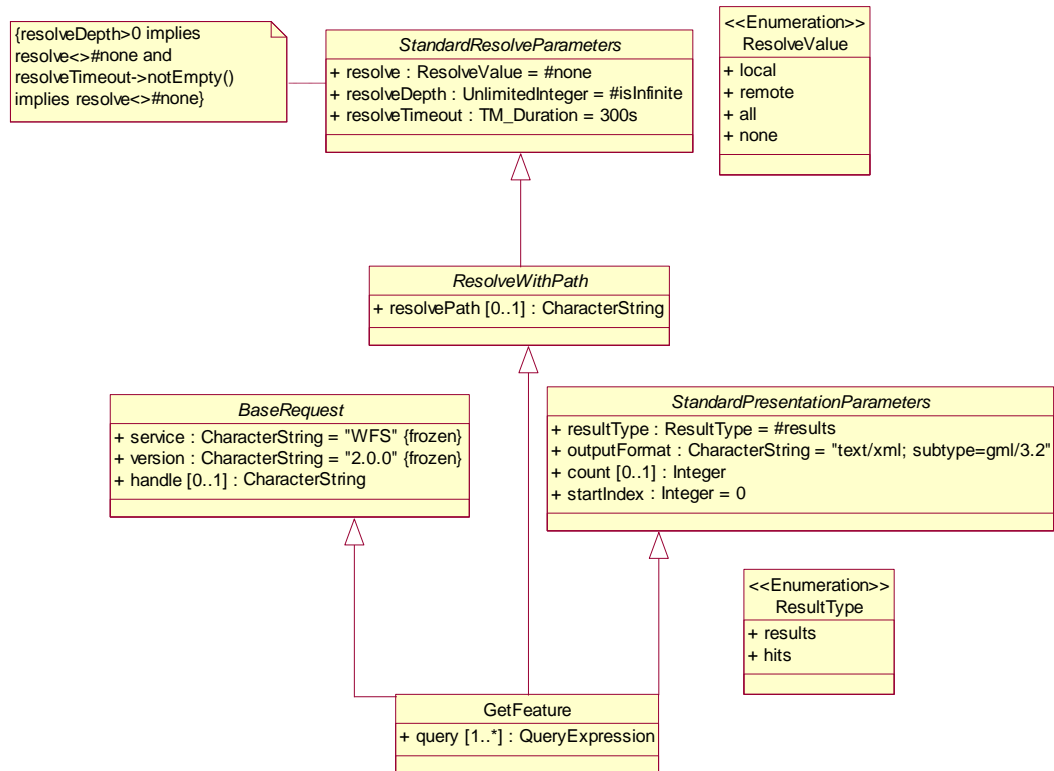 {resolveDepth>0 implies
resolve<>#none and
resolveTimeout->notEmpty()
implies resolve<>#none}
StandardResolveParameters
+ resolve : ResolveValue = #none
+ resolveDepth : UnlimitedInteger = #isInfinite
+ resolveTimeout : TM_Duration = 300s
<<Enumeration>>
ResolveValue
+ local
+ remote
+ all
+ none
ResolveWithPath
+ resolvePath [0..1] : CharacterString
BaseRequest
+ service : CharacterString = "WFS" {frozen}
+ version : CharacterString = "2.0.0" {frozen}
+ handle [0..1] : CharacterString
StandardPresentationParameters
+ resultType : ResultType = #results
+ outputFormat : CharacterString = "text/xml; subtype=gml/3.2"
+ count [0..1] : Integer
+ startIndex : Integer = 0
<<Enumeration>>
ResultType
+ results
+ hits
GetFeature
+ query [1..*] : QueryExpression